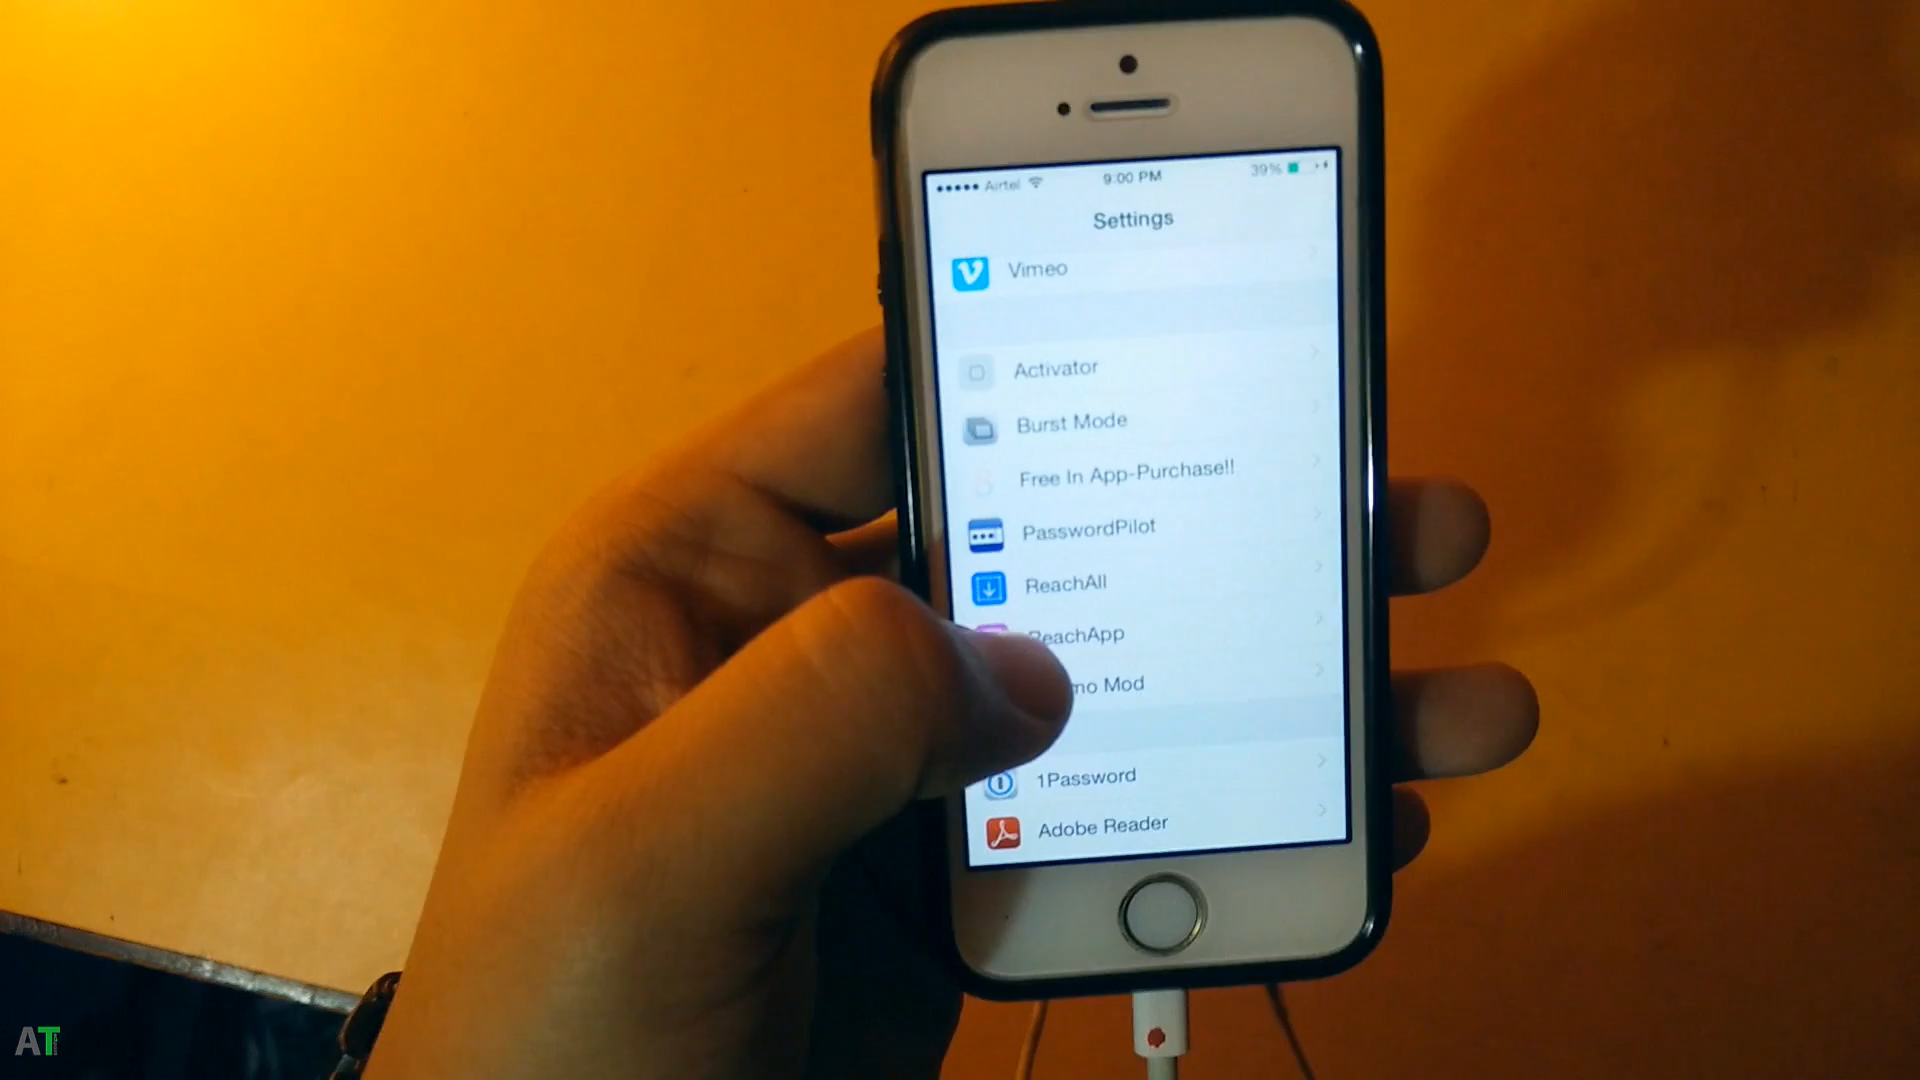 Airtel 9:00 PM 39%
Settings
Vimeo
Activator
Burst Mode
Free In App-Purchase!!
PasswordPilot
ReachAll
ReachApp
mo Mod
1Password
Adobe Reader
AT